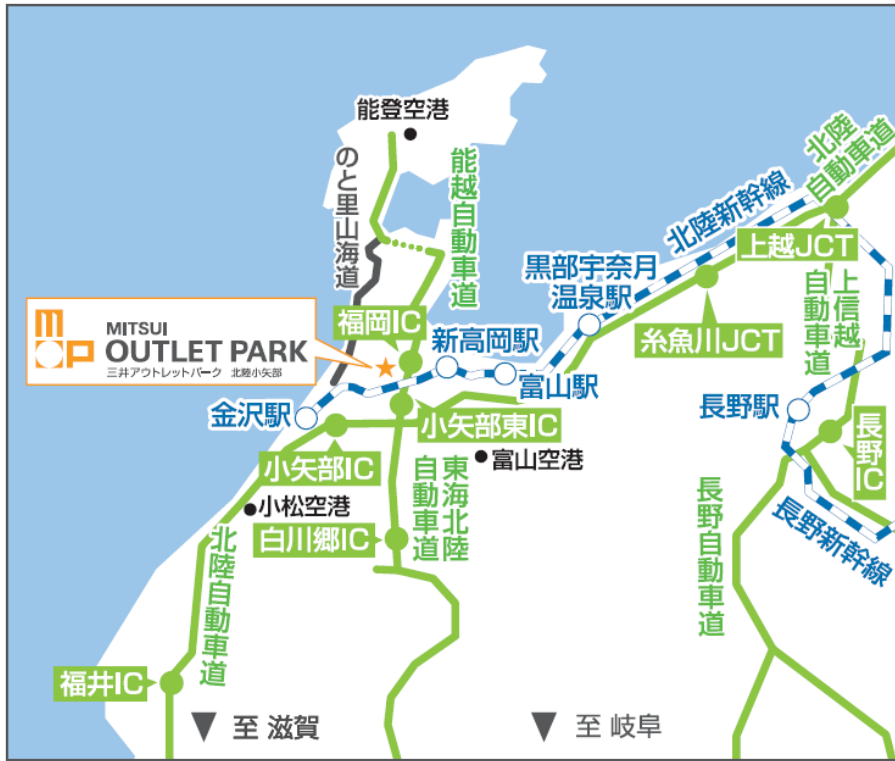 能登空港
のと里山海道
能越自動車道
北陸
自動車道
北陸新幹線
上越JCT
黒部宇奈月
温泉駅
上信越
自動車道
糸魚川JCT
福岡IC
新高岡駅
mop
MITSUI
OUTLET PARK
三井アウトレットパーク 北陸小矢部
富山駅
長野駅
金沢駅
小矢部東IC
長野
IC
小矢部IC
富山空港
東海北陸
自動車道
小松空港
白川郷IC
長野自動車道
長野新幹線
北陸自動車道
福井IC
至 滋賀
至 岐阜